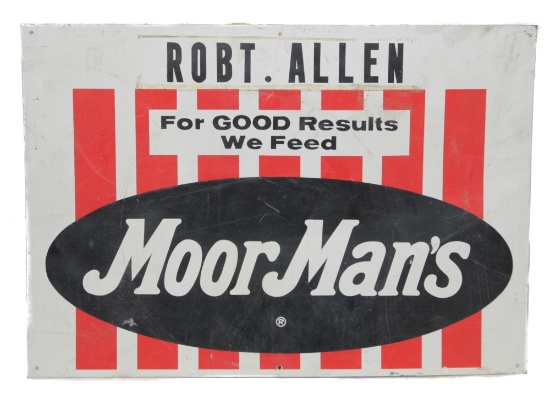 ROBT. ALLEN
For GOOD Results
We Feed
MoorMan's
®